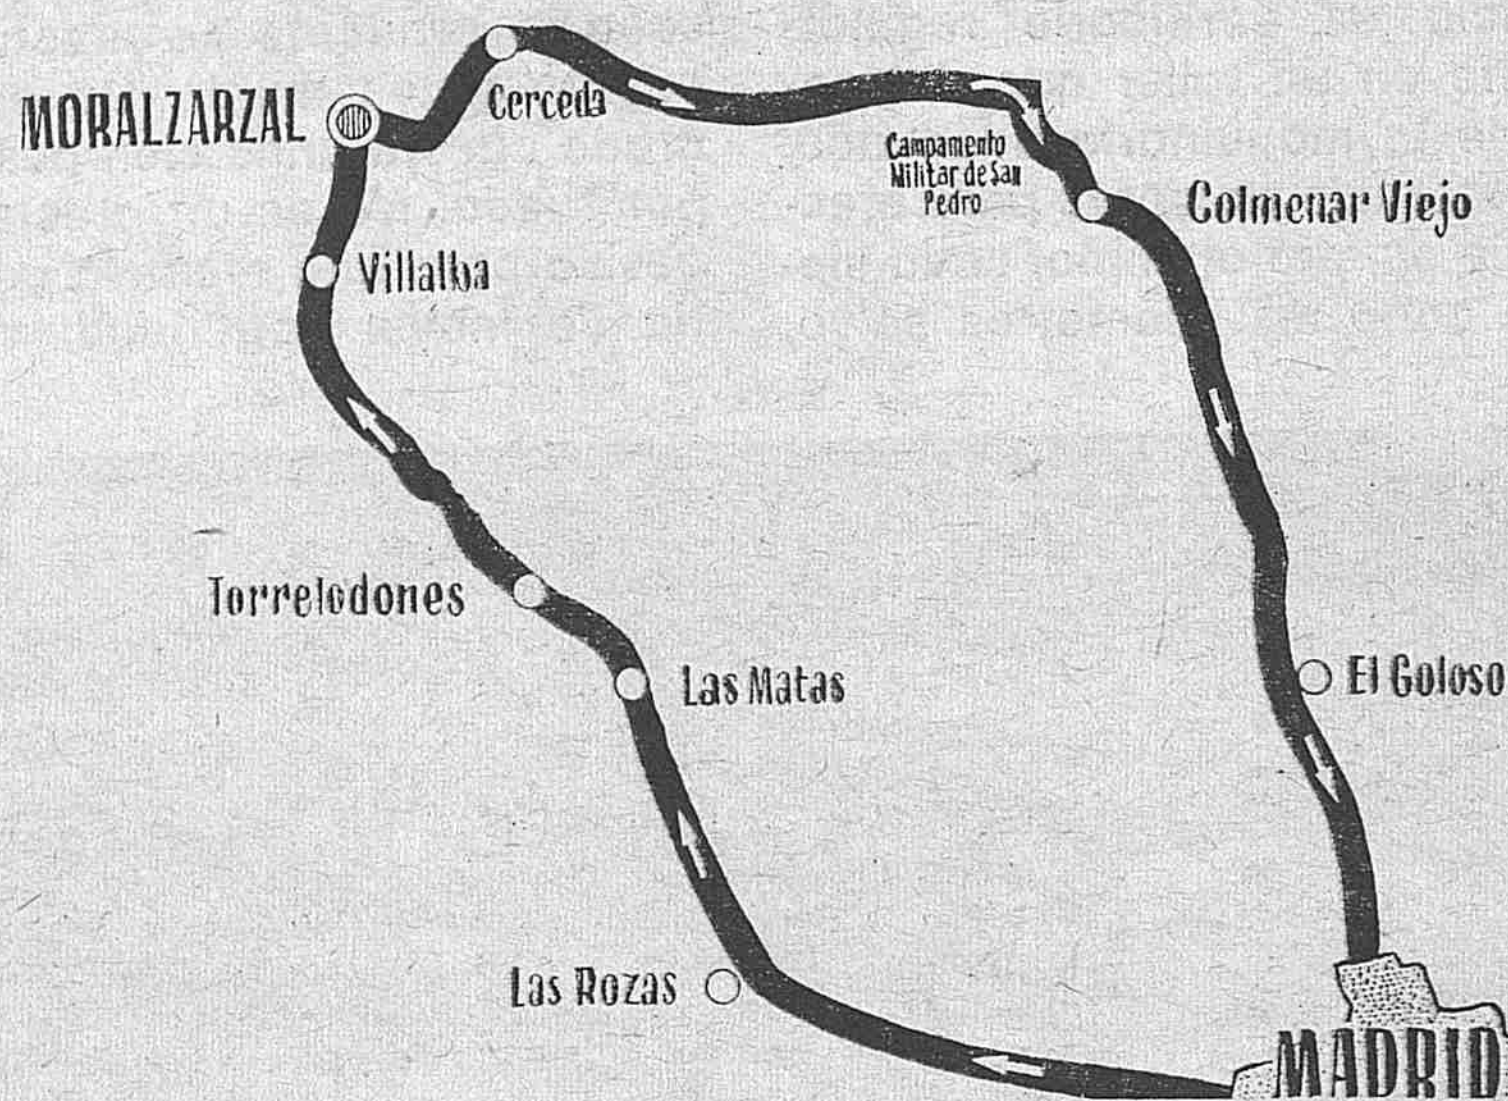 Cerceda
MORALZARZAL
Campamento
Militar de San
Pedro
Colmenar Viejo
Villalba
Torrelodones
Las Matas
El Goloso
Las Rozas
MADRID